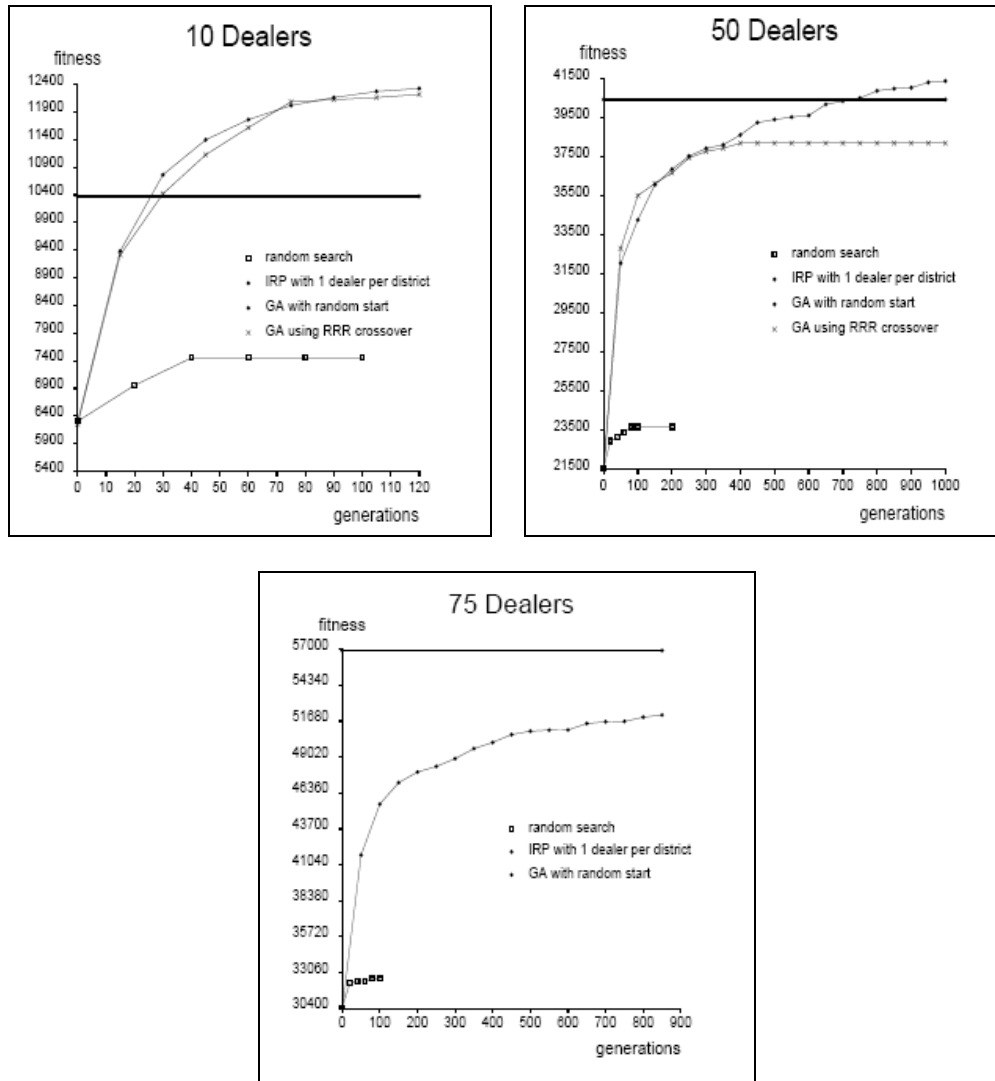 10 Dealers
fitness
12400
11900
11400
10900
10400
9900
9400
8900
8400
7900
7400
6900
6400
5900
5400
random search
IRP with 1 dealer per district
GA with random start
GA using RRR crossover
0 10 20 30 40 50 60 70 80 90 100 110 120
generations
50 Dealers
fitness
41500
39500
37500
35500
33500
31500
29500
27500
25500
23500
21500
random search
IRP with 1 dealer per district
GA with random start
GA using RRR crossover
0 100 200 300 400 500 600 700 800 900 1000
generations
75 Dealers
fitness
57000
54340
51680
49020
46360
43700
41040
38380
35720
33060
30400
random search
IRP with 1 dealer per district
GA with random start
0 100 200 300 400 500 600 700 800 900
generations